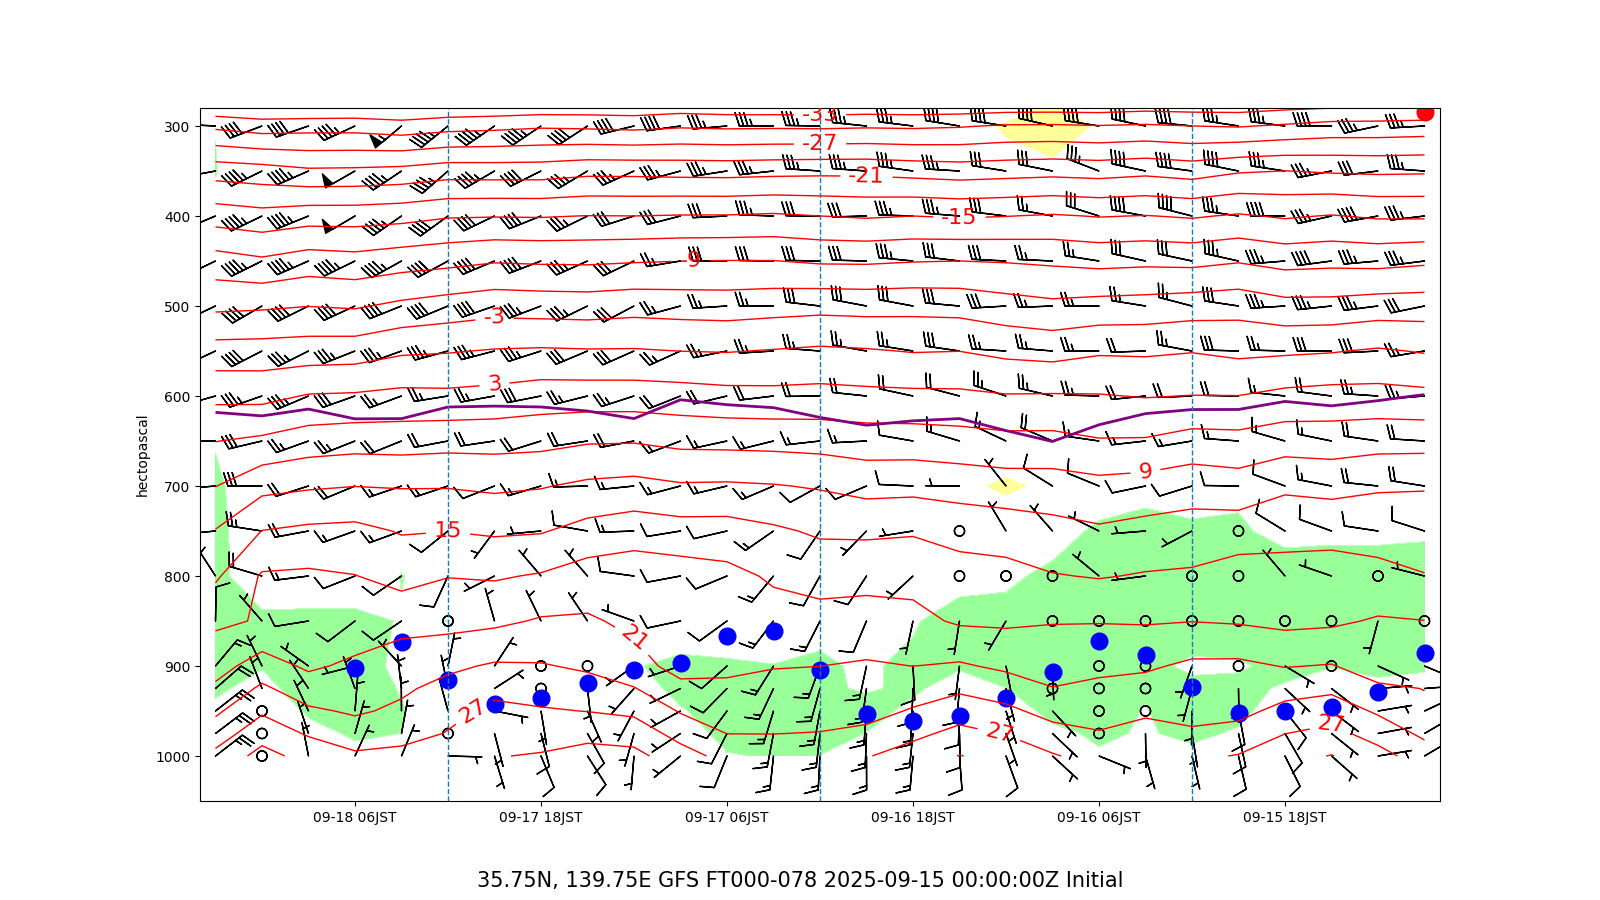 300
400
500
600
700
800
900
1000
hectopascal
-33
-27
-21
-15
-9
-3
3
9
15
21
27
27
27
09-18 06JST
09-17 18JST
09-17 06JST
09-16 18JST
09-16 06JST
09-15 18JST
35.75N, 139.75E GFS FT000-078 2025-09-15 00:00:00Z Initial